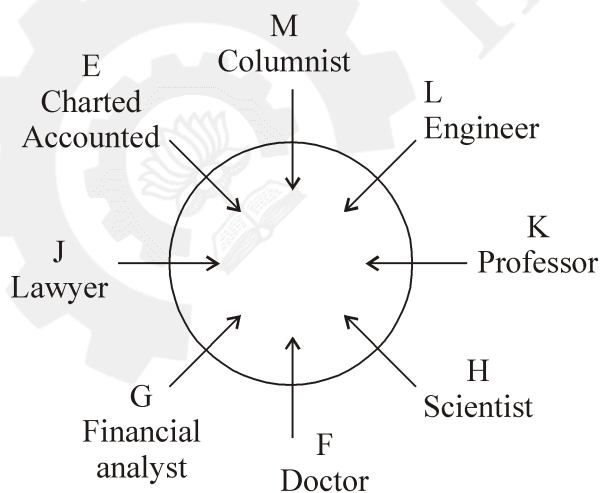 M
Columnist
E
Charted
Accounted
L
Engineer
K
Professor
J
Lawyer
H
Scientist
G
Financial
analyst
F
Doctor